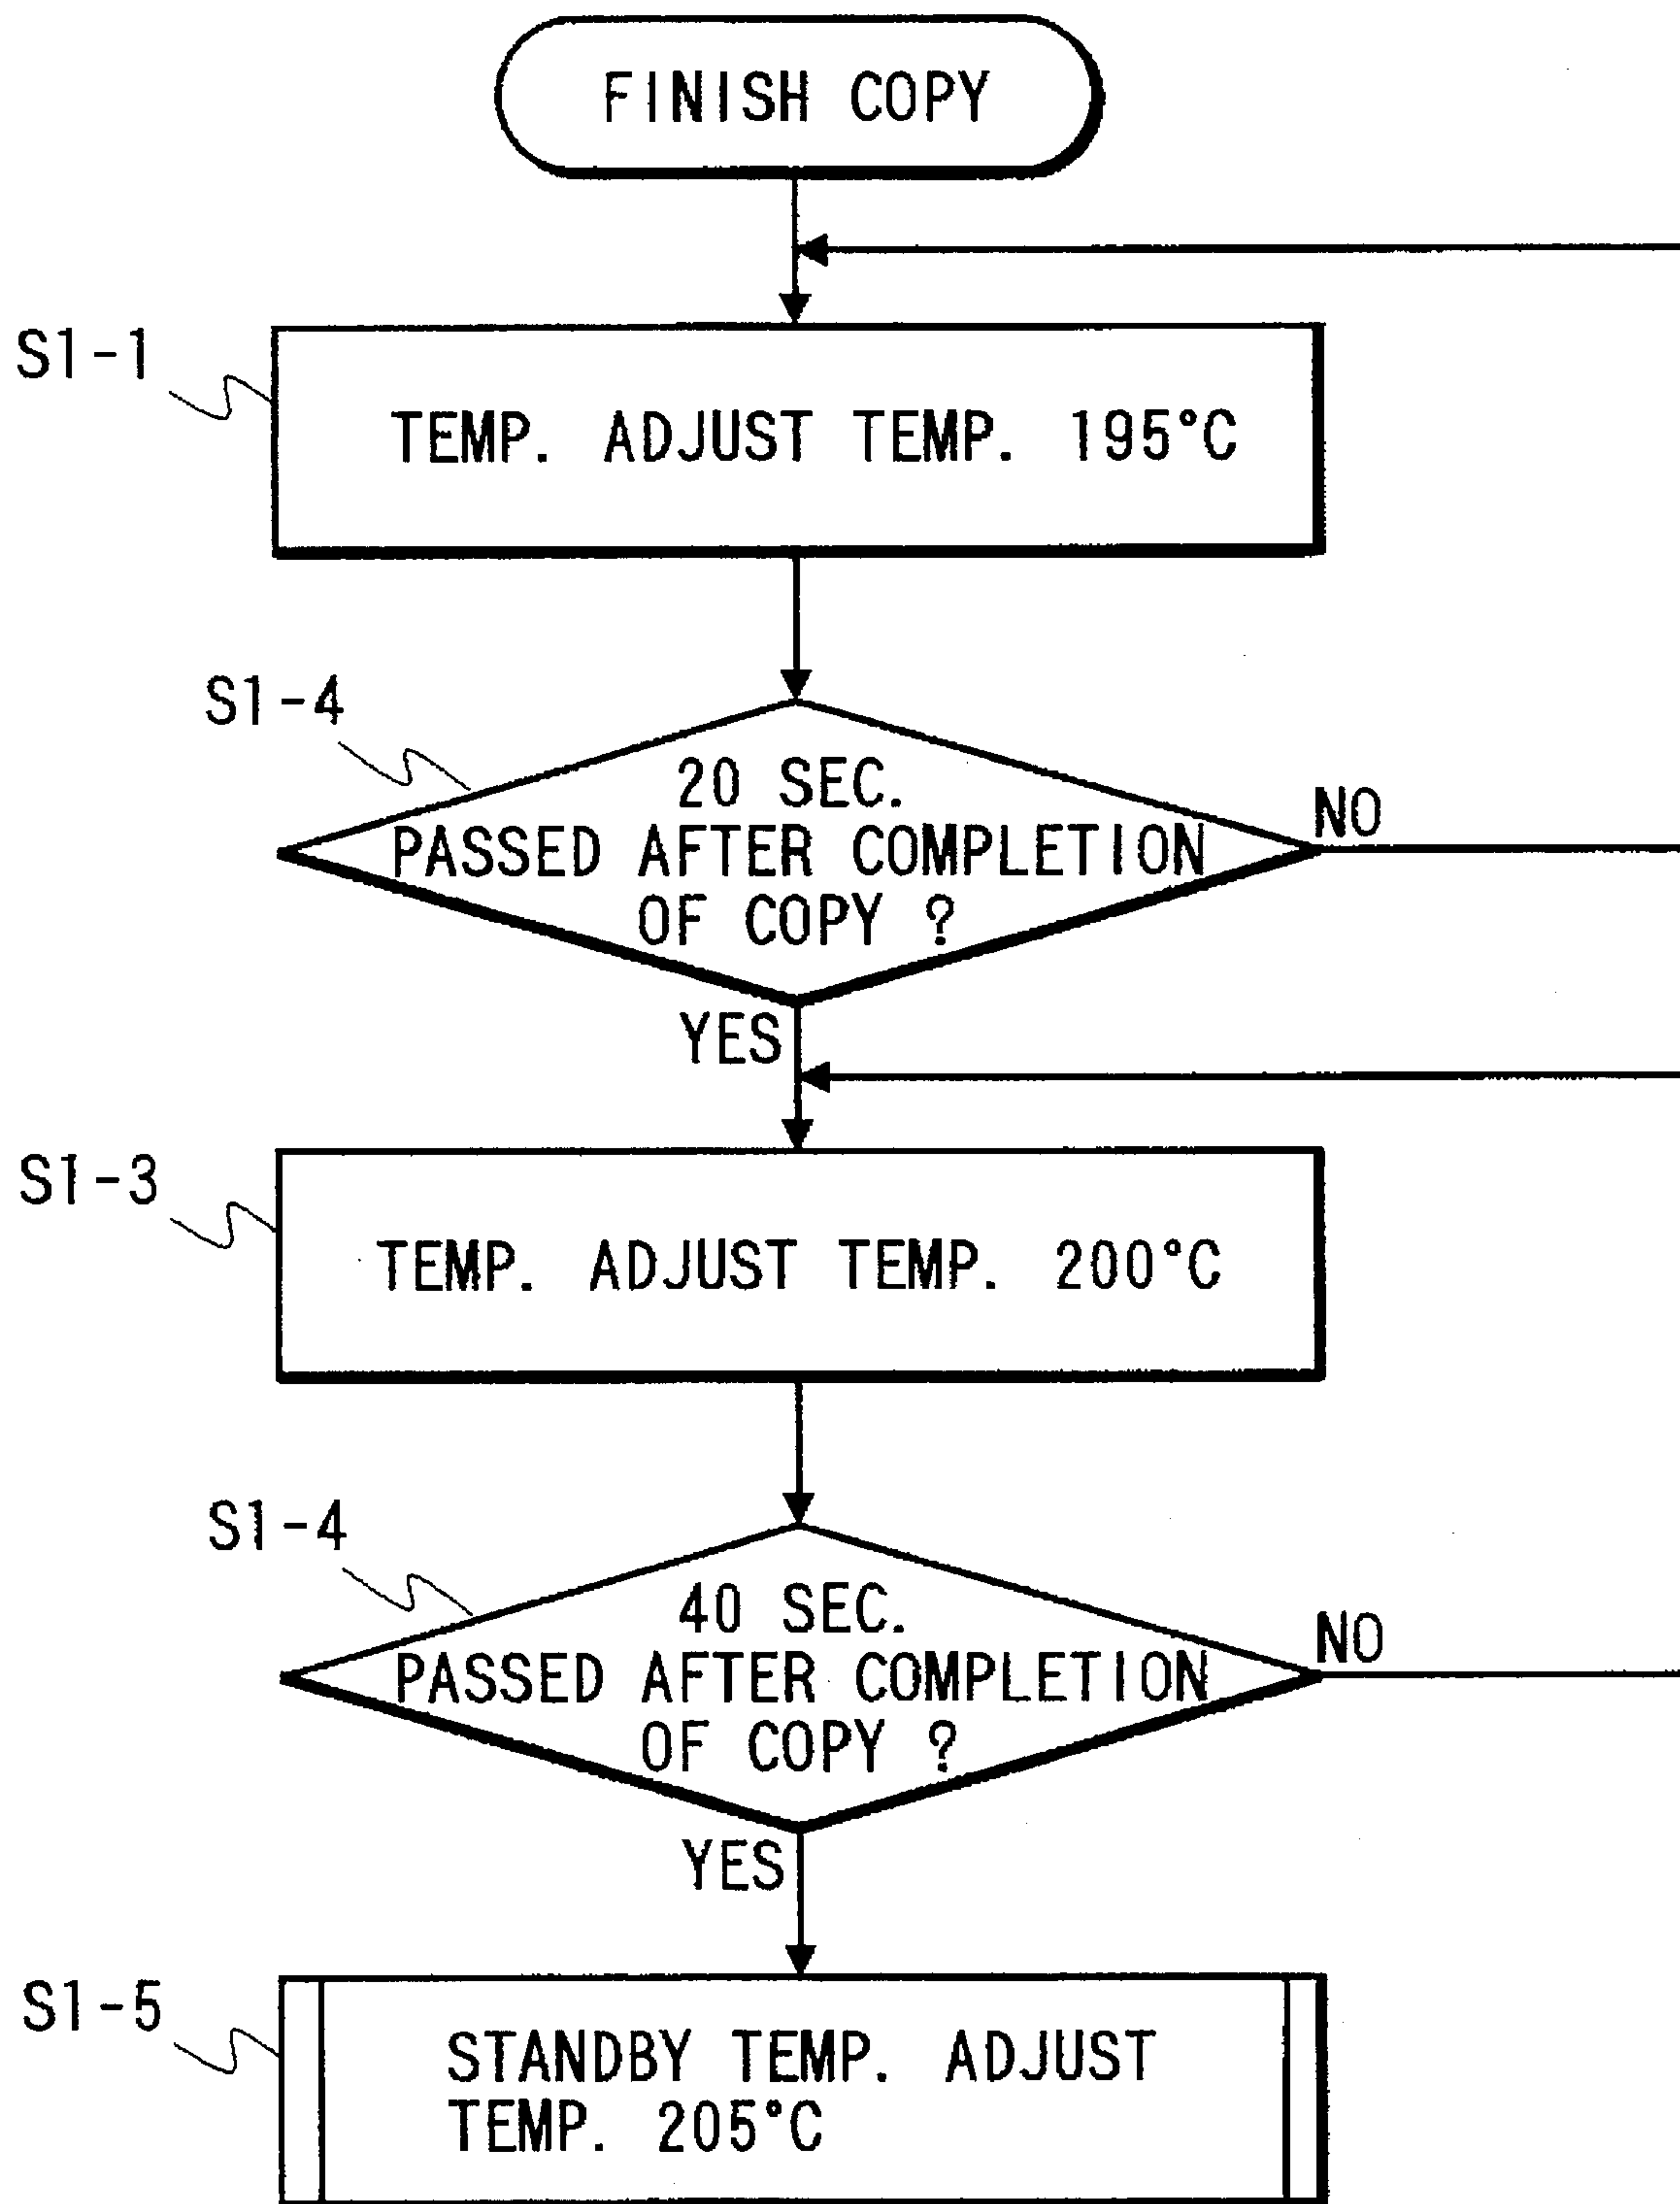 FINISH COPY
S1-1
TEMP. ADJUST TEMP. 195°C
S1-4
20 SEC.
PASSED AFTER COMPLETION
OF COPY ?
NO
YES
S1-3
TEMP. ADJUST TEMP. 200°C
S1-4
40 SEC.
PASSED AFTER COMPLETION
OF COPY ?
NO
YES
S1-5
STANDBY TEMP. ADJUST
TEMP. 205°C